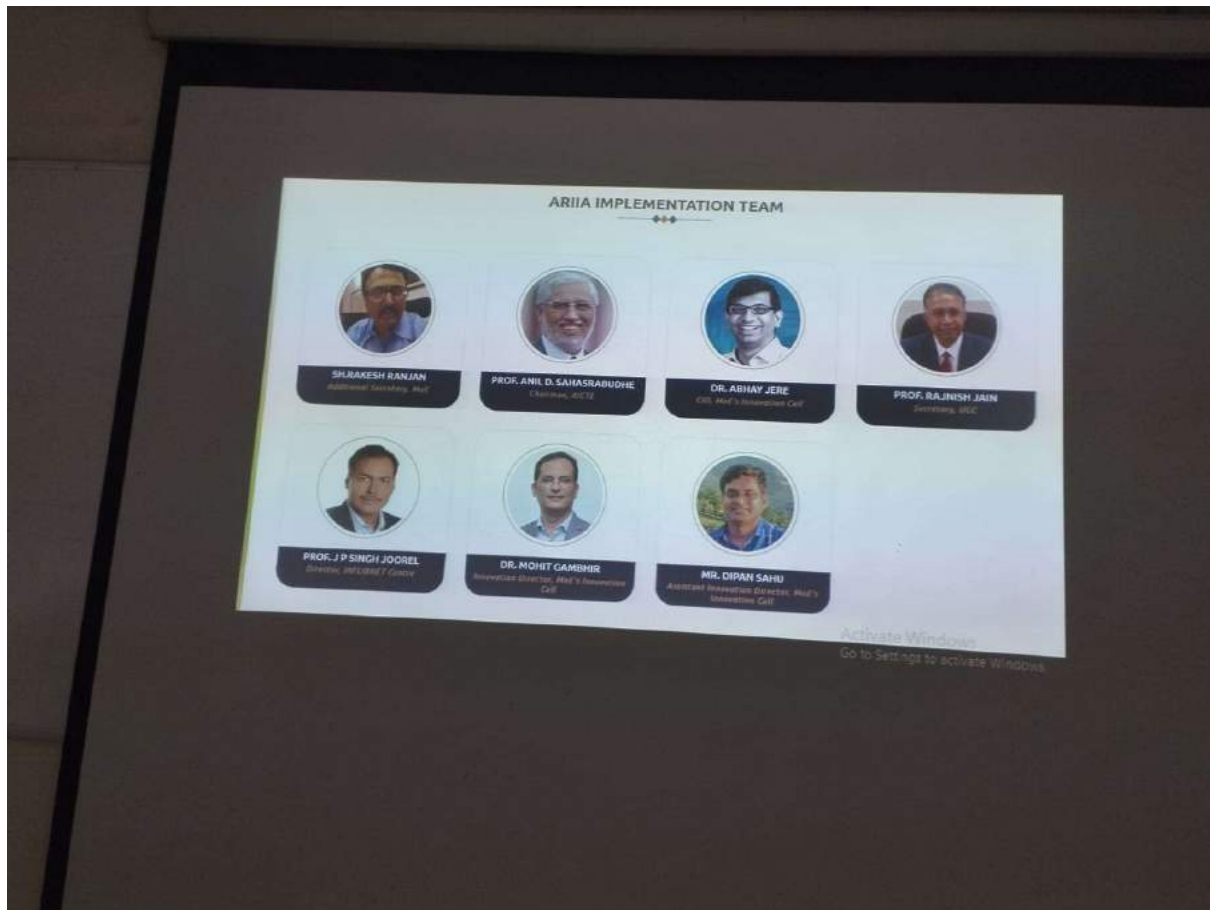 ARIIA IMPLEMENTATION TEAM
SH.RAKESH RANJAN
Additional Secretary, MoE
PROF. ANIL D. SAHASRABUDHE
Chairman, AICTE
DR. ABHAY JERE
CIO, MoE's Innovation Cell
PROF. RAJNISH JAIN
Secretary, UGC
PROF. J P SINGH JOOREL
Director, INFLIBNET Centre
DR. MOHIT GAMBHIR
Innovation Director, MoE's Innovation
Cell
MR. DIPAN SAHU
Assistant Innovation Director, MoE's
Innovation Cell
Activate Windows
Go to Settings to activate Windows.